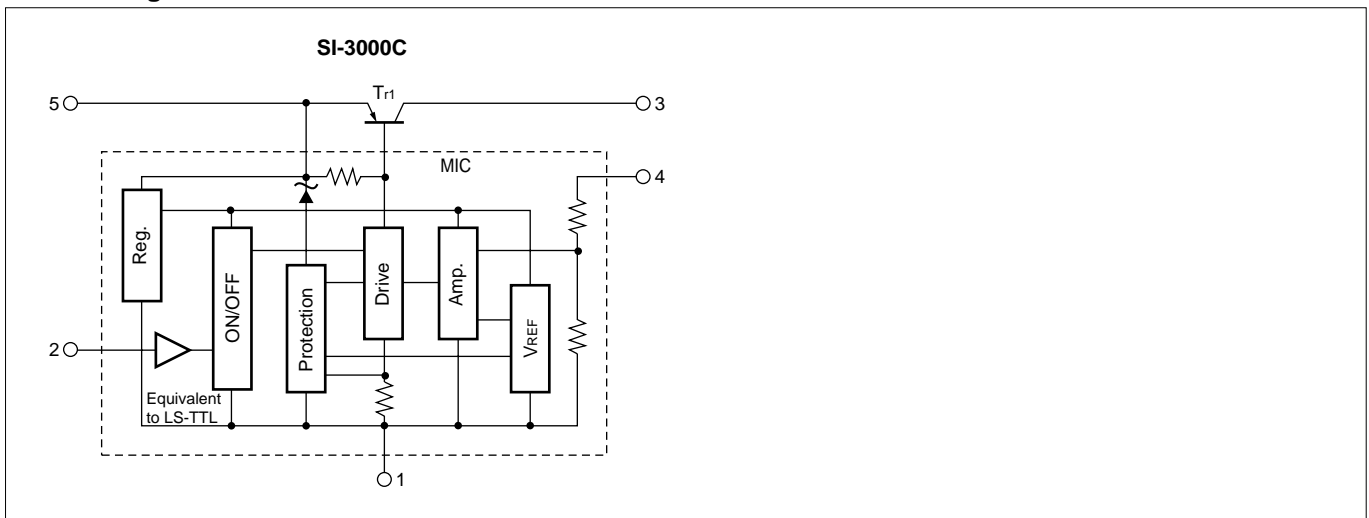 SI-3000C
Tr1
5
3
MIC
4
Reg.
ON/OFF
Protection
Drive
Amp.
VREF
2
Equivalent
to LS-TTL
1